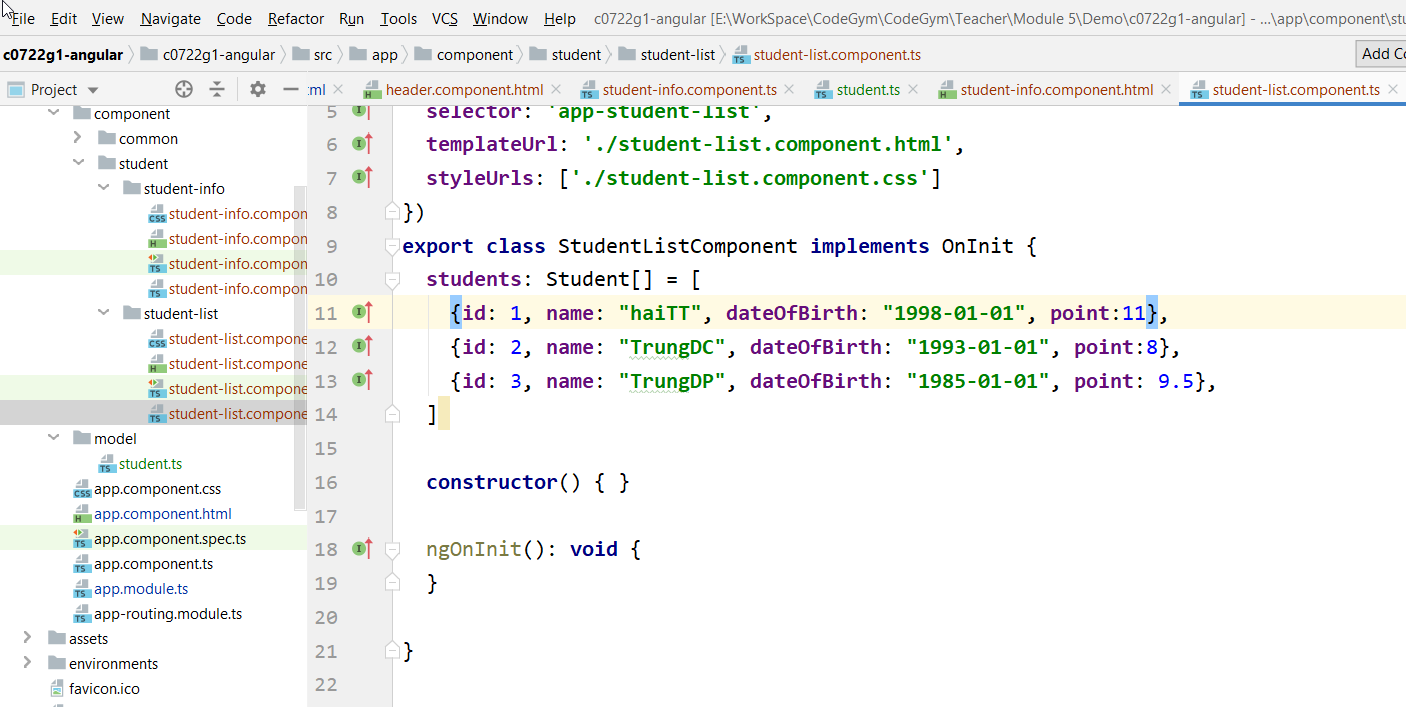 File Edit View Navigate Code Refactor Run Tools VCS Window Help c0722g1-angular [E:\WorkSpace\CodeGym\CodeGym\Teacher\Module 5\Demo\c0722g1-angular] - ...\app\component\stu
c0722g1-angular c0722g1-angular src app component student student-list student-list.component.ts Add Co
Project .ml header.component.html student-info.component.ts student.ts student-info.component.html student-list.component.ts
component
common
student
student-info
student-info.compon
student-info.compon
student-info.compon
student-info.compon
student-list
student-list.compone
student-list.compone
student-list.compone
student-list.compone
model
student.ts
app.component.css
app.component.html
app.component.spec.ts
app.component.ts
app.module.ts
app-routing.module.ts
assets
environments
favicon.ico
5 selector: 'app-student-list',
6 templateUrl: './student-list.component.html',
7 styleUrls: ['./student-list.component.css']
8 })
9 export class StudentListComponent implements OnInit {
10 students: Student[] = [
11 {id: 1, name: "haiTT", dateOfBirth: "1998-01-01", point:11},
12 {id: 2, name: "TrungDC", dateOfBirth: "1993-01-01", point:8},
13 {id: 3, name: "TrungDP", dateOfBirth: "1985-01-01", point: 9.5},
14 ]
15
16 constructor() { }
17
18 ngOnInit(): void {
19 }
20
21 }
22